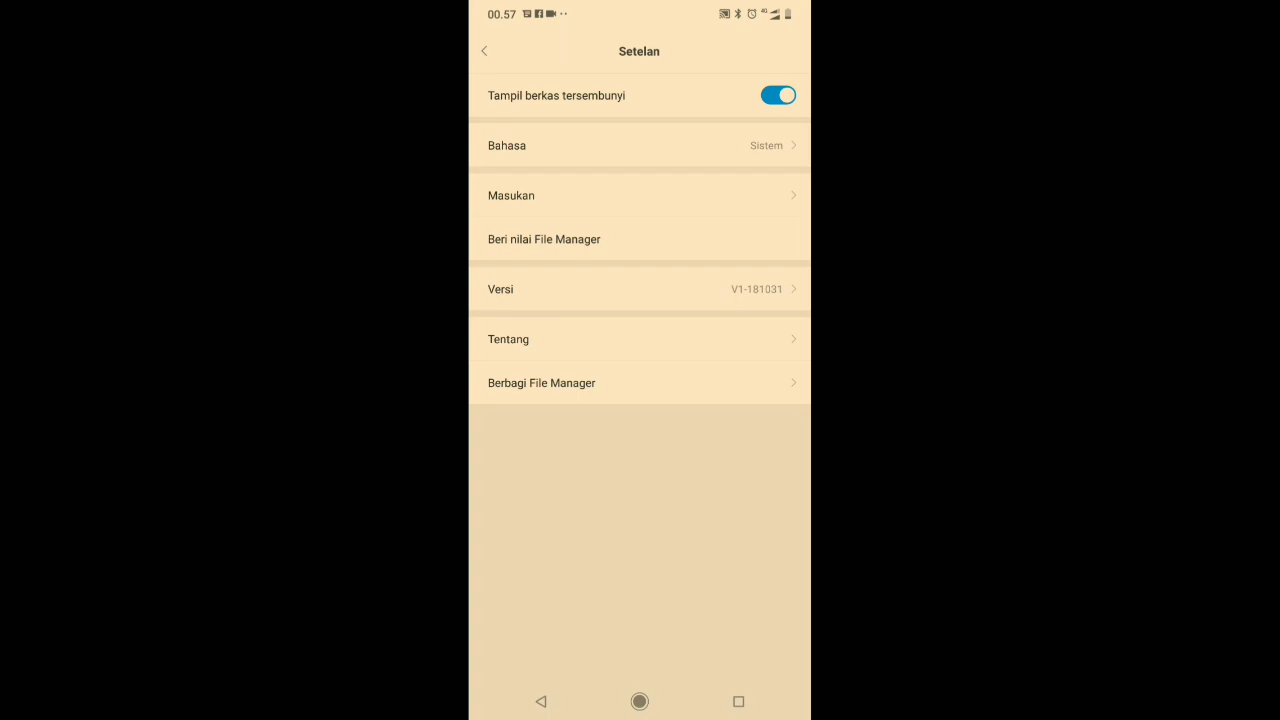 00.57
4G
Setelan
Tampil berkas tersembunyi
Bahasa Sistem
Masukan
Beri nilai File Manager
Versi V1-181031
Tentang
Berbagi File Manager